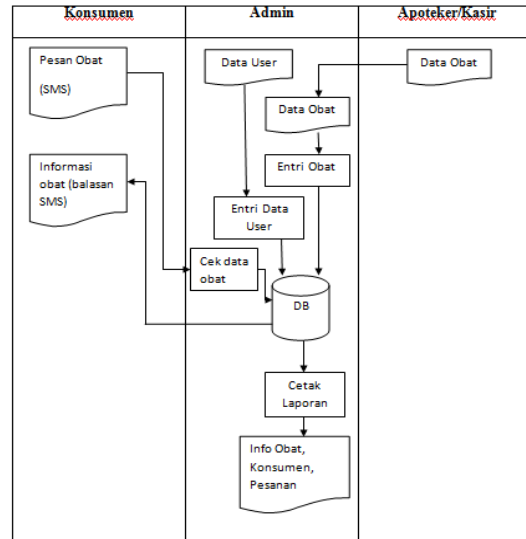 Konsumen
Admin
Apoteker/Kasir
Pesan Obat
(SMS)
Data User
Data Obat
Data Obat
Informasi
obat (balasan
SMS)
Entri Obat
Entri Data
User
Cek data
obat
DB
Cetak
Laporan
Info Obat,
Konsumen,
Pesanan